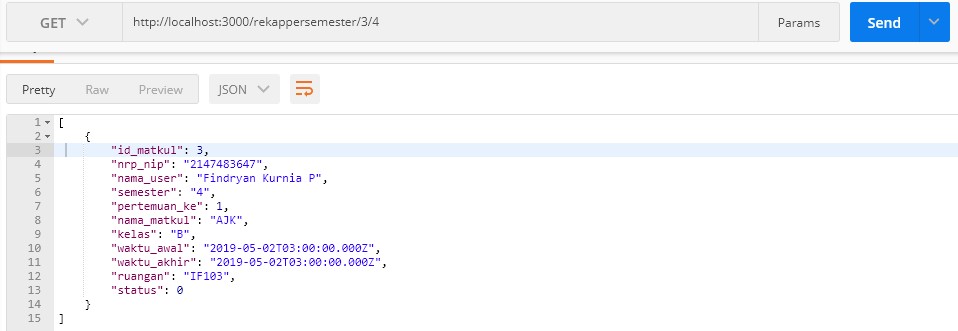 GET http://localhost:3000/rekappersemester/3/4 Params Send
Pretty Raw Preview JSON
1 [
2 {
3 "id_matkul": 3,
4 "nrp_nip": "2147483647",
5 "nama_user": "Findryan Kurnia P",
6 "semester": "4",
7 "pertemuan_ke": 1,
8 "nama_matkul": "AJK",
9 "kelas": "B",
10 "waktu_awal": "2019-05-02T03:00:00.000Z",
11 "waktu_akhir": "2019-05-02T03:00:00.000Z",
12 "ruangan": "IF103",
13 "status": 0
14 }
15 ]